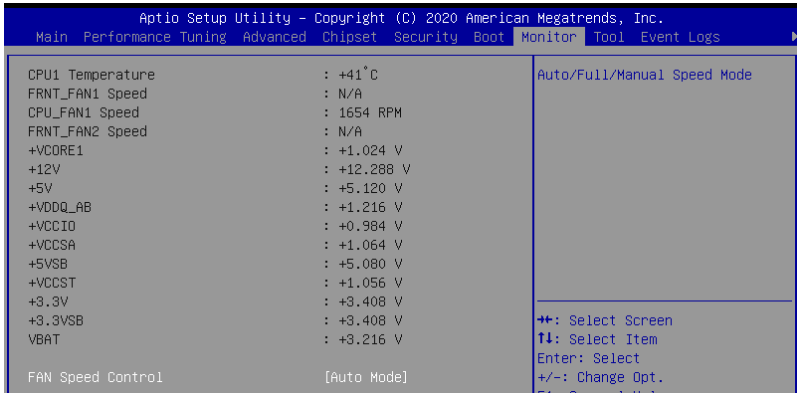 Aptio Setup Utility – Copyright (C) 2020 American Megatrends, Inc.
Main Performance Tuning Advanced Chipset Security Boot Monitor Tool Event Logs
CPU1 Temperature : +41°C
Auto/Full/Manual Speed Mode
FRNT_FAN1 Speed : N/A
CPU_FAN1 Speed : 1654 RPM
FRNT_FAN2 Speed : N/A
+VCORE1 : +1.024 V
+12V : +12.288 V
+5V : +5.120 V
+VDDQ_AB : +1.216 V
+VCCIO : +0.984 V
+VCCSA : +1.064 V
+5VSB : +5.080 V
+VCCST : +1.056 V
+3.3V : +3.408 V
+3.3VSB : +3.408 V
VBAT : +3.216 V
FAN Speed Control [Auto Mode]
→←: Select Screen
↑↓: Select Item
Enter: Select
+/-: Change Opt.